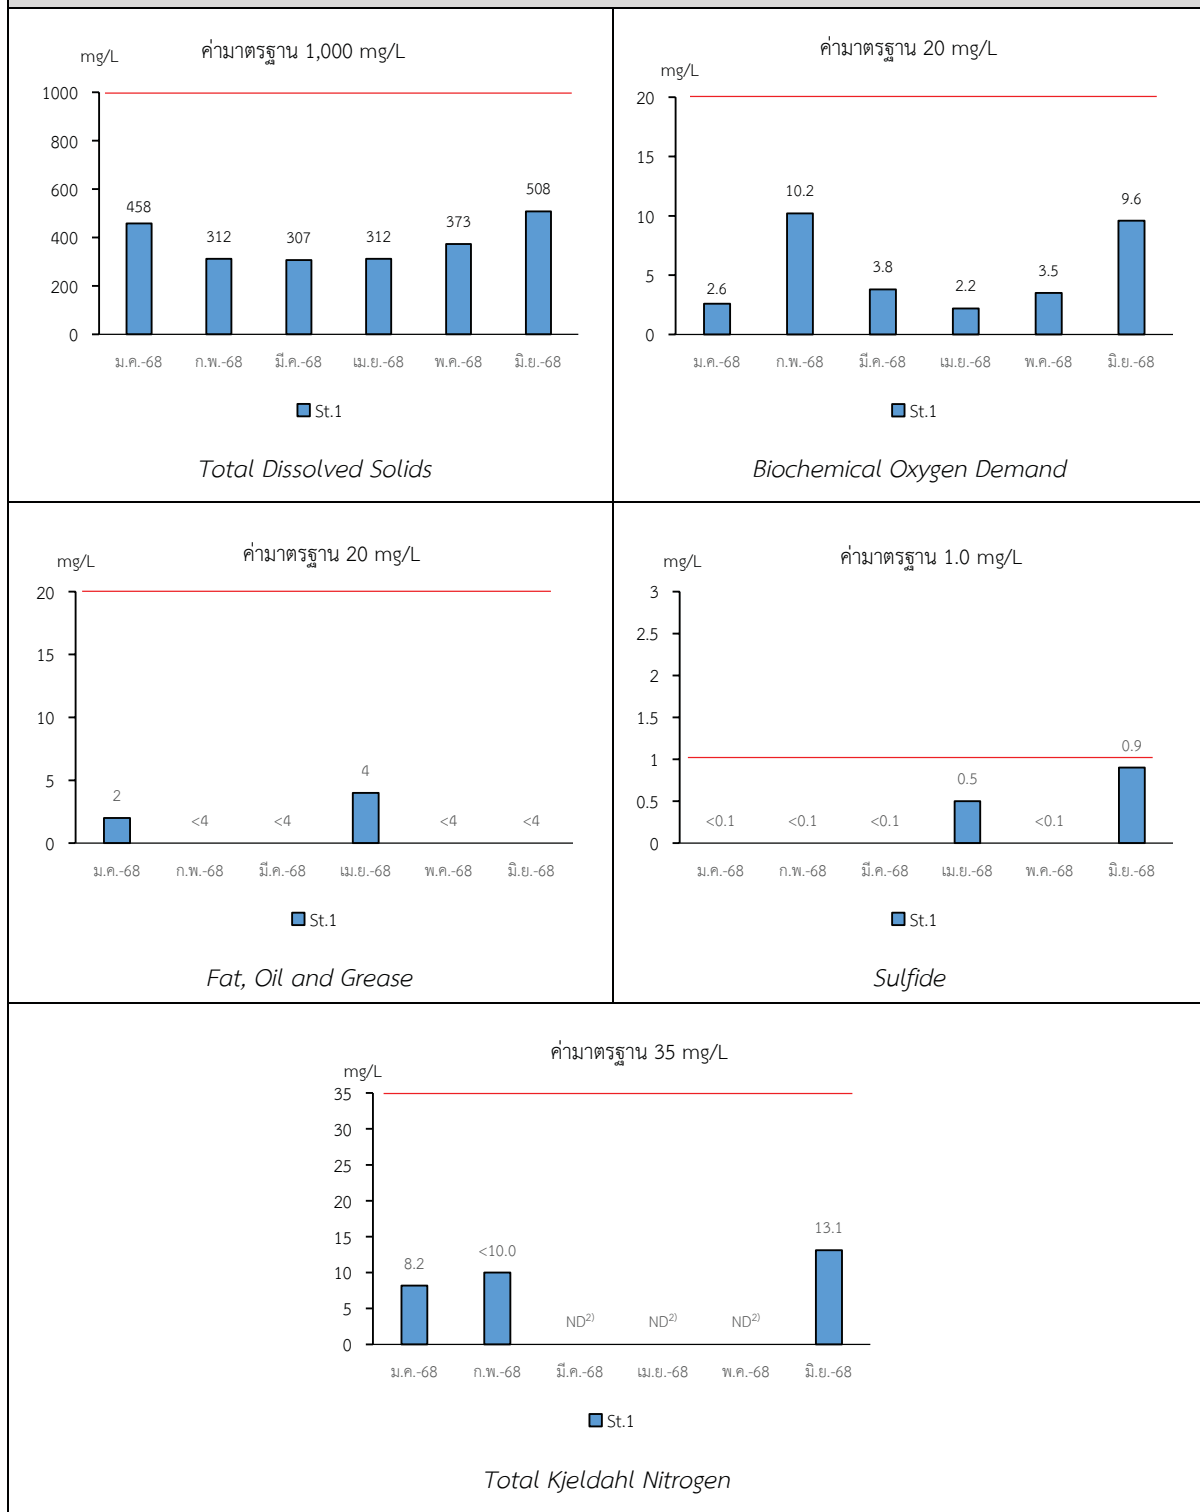 ค่ามาตรฐาน 1,000 mg/L
mg/L
1000
800
600
400
200
0
458
312
307
312
373
508
ม.ค.-68 ก.พ.-68 มี.ค.-68 เม.ย.-68 พ.ค.-68 มิ.ย.-68
St.1
Total Dissolved Solids
ค่ามาตรฐาน 20 mg/L
mg/L
20
15
10
5
0
2.6
10.2
3.8
2.2
3.5
9.6
ม.ค.-68 ก.พ.-68 มี.ค.-68 เม.ย.-68 พ.ค.-68 มิ.ย.-68
St.1
Biochemical Oxygen Demand
ค่ามาตรฐาน 20 mg/L
mg/L
20
15
10
5
0
2
<4
<4
4
<4
<4
ม.ค.-68 ก.พ.-68 มี.ค.-68 เม.ย.-68 พ.ค.-68 มิ.ย.-68
St.1
Fat, Oil and Grease
ค่ามาตรฐาน 1.0 mg/L
mg/L
3
2.5
2
1.5
1
0.5
0
<0.1
<0.1
<0.1
0.5
<0.1
0.9
ม.ค.-68 ก.พ.-68 มี.ค.-68 เม.ย.-68 พ.ค.-68 มิ.ย.-68
St.1
Sulfide
ค่ามาตรฐาน 35 mg/L
mg/L
35
30
25
20
15
10
5
0
8.2
<10.0
ND²⁾
ND²⁾
ND²⁾
13.1
ม.ค.-68 ก.พ.-68 มี.ค.-68 เม.ย.-68 พ.ค.-68 มิ.ย.-68
St.1
Total Kjeldahl Nitrogen